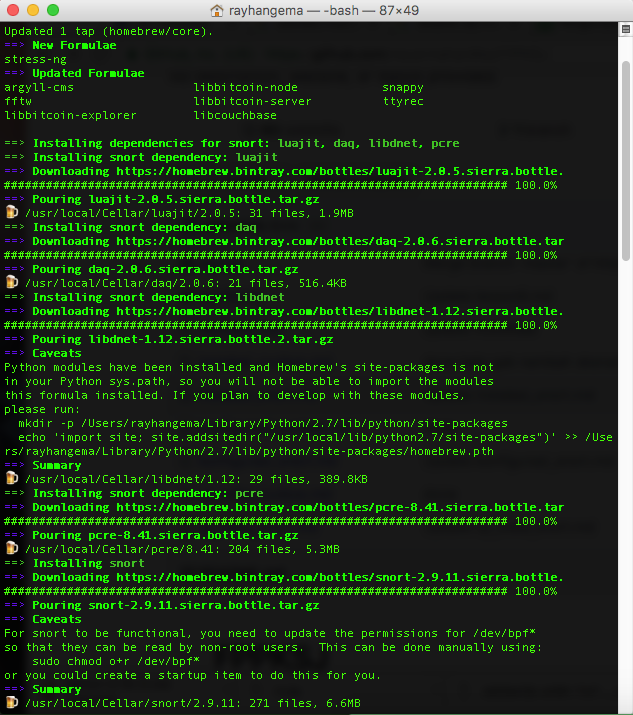 rayhangema — -bash — 87×49
Updated 1 tap (homebrew/core).
==> New Formulae
stress-ng
==> Updated Formulae
argyll-cms libbitcoin-node snappy
fftw libbitcoin-server ttyrec
libbitcoin-explorer libcouchbase
==> Installing dependencies for snort: luajit, daq, libdnet, pcre
==> Installing snort dependency: luajit
==> Downloading https://homebrew.bintray.com/bottles/luajit-2.0.5.sierra.bottle.
######################################################################## 100.0%
==> Pouring luajit-2.0.5.sierra.bottle.tar.gz
🍺 /usr/local/Cellar/luajit/2.0.5: 31 files, 1.9MB
==> Installing snort dependency: daq
==> Downloading https://homebrew.bintray.com/bottles/daq-2.0.6.sierra.bottle.tar
######################################################################## 100.0%
==> Pouring daq-2.0.6.sierra.bottle.tar.gz
🍺 /usr/local/Cellar/daq/2.0.6: 21 files, 516.4KB
==> Installing snort dependency: libdnet
==> Downloading https://homebrew.bintray.com/bottles/libdnet-1.12.sierra.bottle.
######################################################################## 100.0%
==> Pouring libdnet-1.12.sierra.bottle.2.tar.gz
==> Caveats
Python modules have been installed and Homebrew's site-packages is not
in your Python sys.path, so you will not be able to import the modules
this formula installed. If you plan to develop with these modules,
please run:
mkdir -p /Users/rayhangema/Library/Python/2.7/lib/python/site-packages
echo 'import site; site.addsitedir("/usr/local/lib/python2.7/site-packages")' >> /Use
rs/rayhangema/Library/Python/2.7/lib/python/site-packages/homebrew.pth
==> Summary
🍺 /usr/local/Cellar/libdnet/1.12: 29 files, 389.8KB
==> Installing snort dependency: pcre
==> Downloading https://homebrew.bintray.com/bottles/pcre-8.41.sierra.bottle.tar
######################################################################## 100.0%
==> Pouring pcre-8.41.sierra.bottle.tar.gz
🍺 /usr/local/Cellar/pcre/8.41: 204 files, 5.3MB
==> Installing snort
==> Downloading https://homebrew.bintray.com/bottles/snort-2.9.11.sierra.bottle.
######################################################################## 100.0%
==> Pouring snort-2.9.11.sierra.bottle.tar.gz
==> Caveats
For snort to be functional, you need to update the permissions for /dev/bpf*
so that they can be read by non-root users.  This can be done manually using:
sudo chmod o+r /dev/bpf*
or you could create a startup item to do this for you.
==> Summary
🍺 /usr/local/Cellar/snort/2.9.11: 271 files, 6.6MB